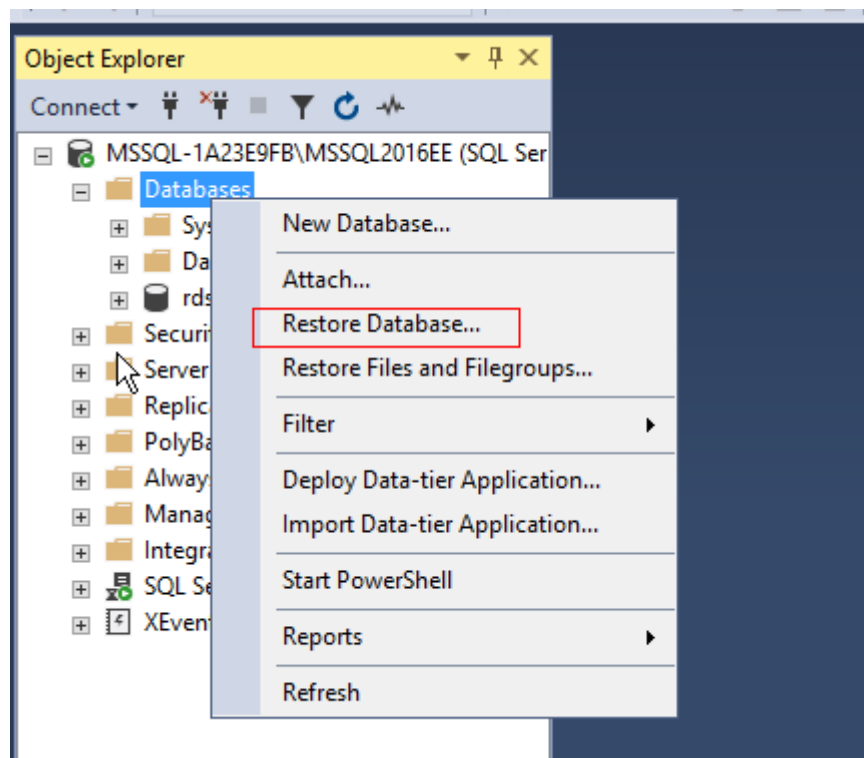 Object Explorer
Connect
MSSQL-1A23E9FB\MSSQL2016EE (SQL Ser
Databases
Sys
New Database...
Da
Attach...
rds
Restore Database...
Securi
Server
Restore Files and Filegroups...
Replic
Filter
PolyBa
Always
Deploy Data-tier Application...
Manag
Import Data-tier Application...
Integra
SQL Se
Start PowerShell
XEven
Reports
Refresh